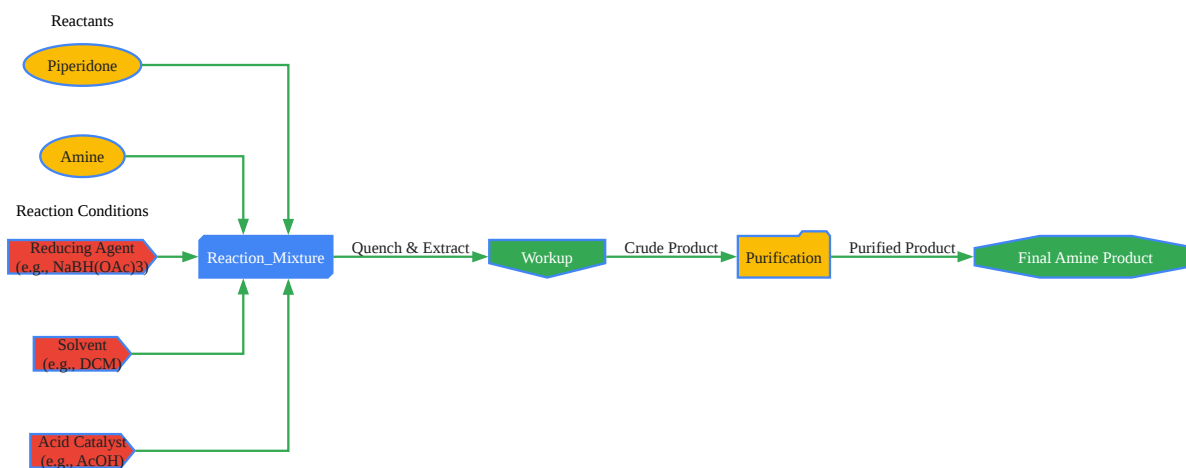 Reactants
Piperidone
Amine
Reaction Conditions
Reducing Agent
(e.g., NaBH(OAc)3)
Reaction_Mixture
Quench & Extract
Workup
Crude Product
Purification
Purified Product
Final Amine Product
Solvent
(e.g., DCM)
Acid Catalyst
(e.g., AcOH)